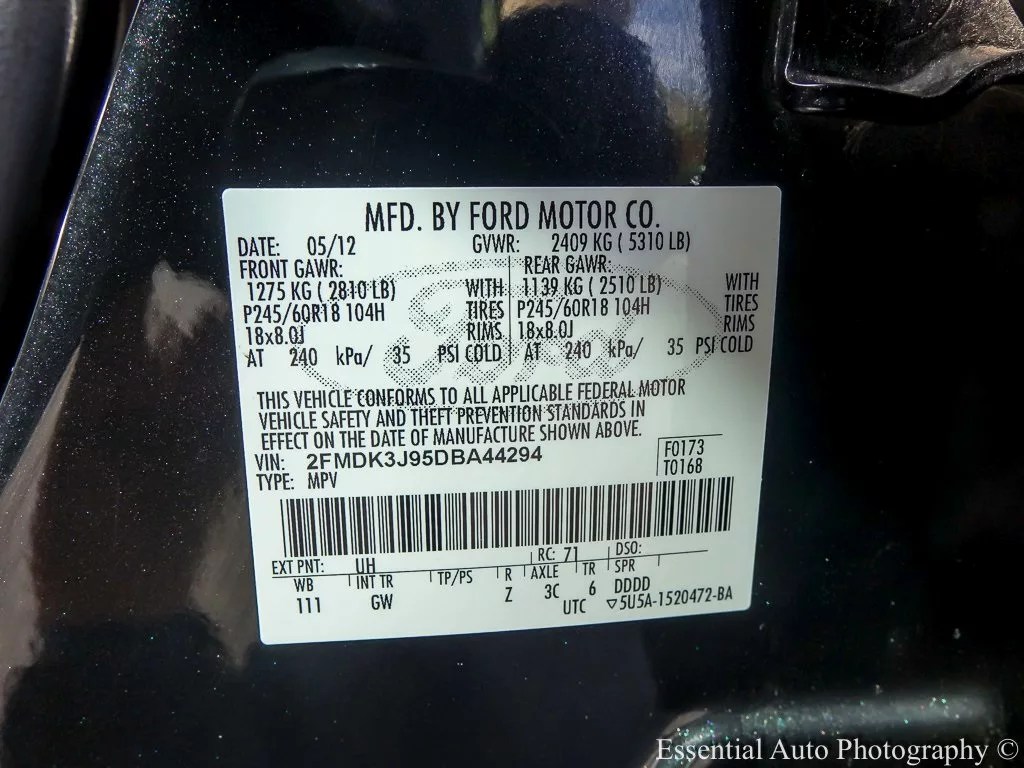 MFD. BY FORD MOTOR CO.
DATE: 05/12 GVWR: 2409 KG ( 5310 LB)
FRONT GAWR: REAR GAWR:
1275 KG ( 2810 LB) WITH 1139 KG ( 2510 LB) WITH
P245/60R18 104H TIRES P245/60R18 104H TIRES
18x8.0J RIMS 18x8.0J RIMS
AT 240 kPa/ 35 PSI COLD AT 240 kPa/ 35 PSI COLD
Ford
THIS VEHICLE CONFORMS TO ALL APPLICABLE FEDERAL MOTOR
VEHICLE SAFETY AND THEFT PREVENTION STANDARDS IN
EFFECT ON THE DATE OF MANUFACTURE SHOWN ABOVE.
VIN: 2FMDK3J95DBA44294 F0173
TYPE: MPV T0168
EXT PNT: UH RC: 71 DSO:
WB INT TR TP/PS R AXLE TR SPR
111 GW Z 3C 6 DDDD
UTC ▽5U5A-1520472-BA
Essential Auto Photography ©